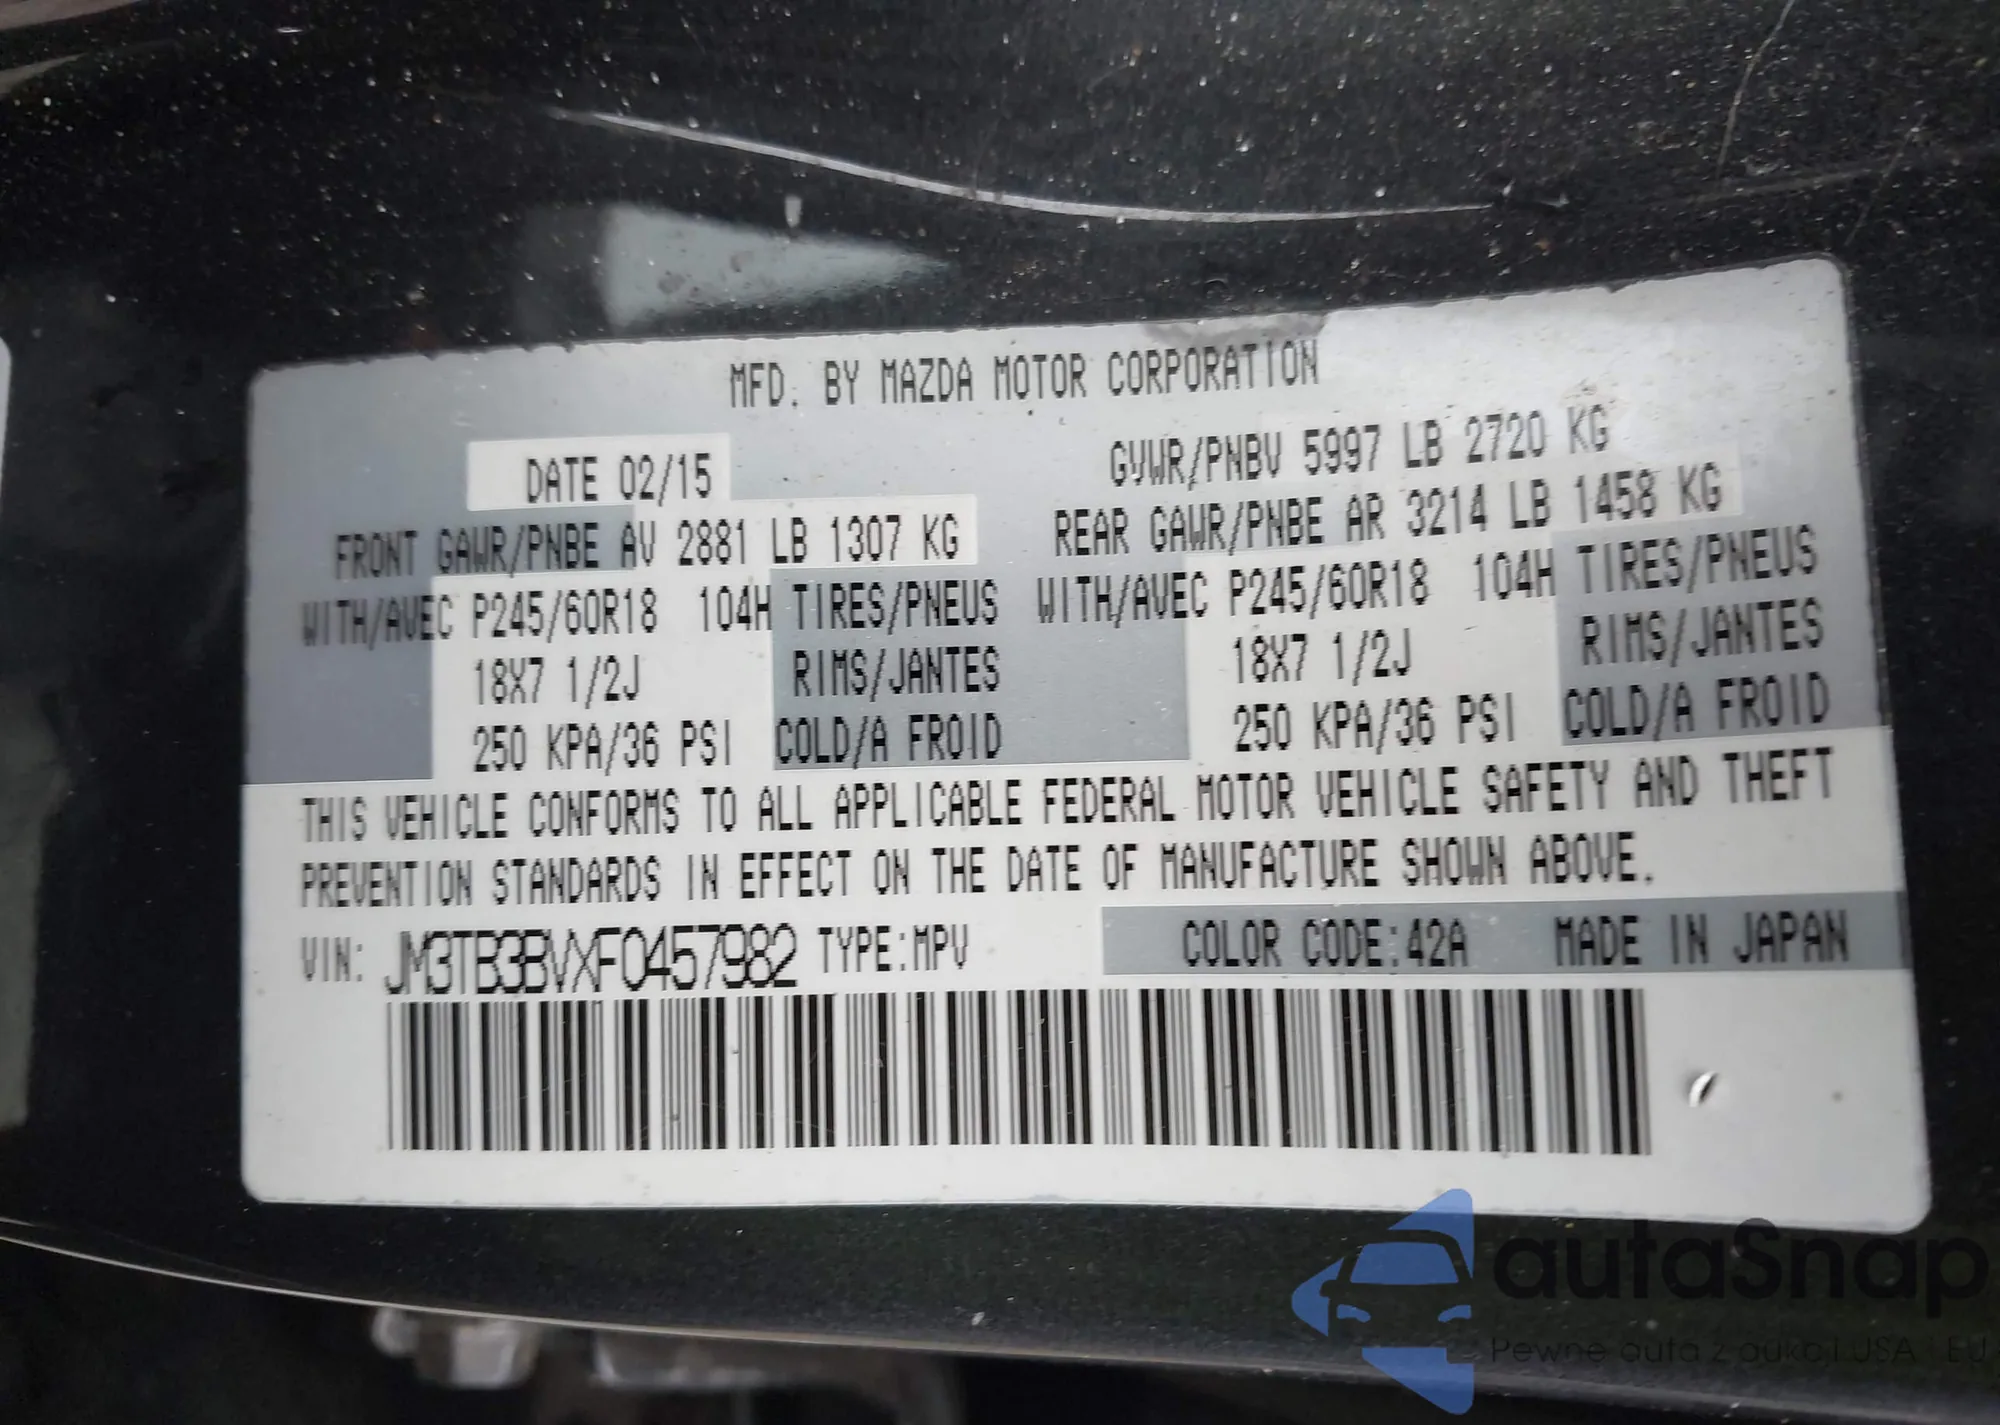 MFD. BY MAZDA MOTOR CORPORATION
DATE 02/15 GVWR/PNBV 5997 LB 2720 KG
FRONT GAWR/PNBE AV 2881 LB 1307 KG REAR GAWR/PNBE AR 3214 LB 1458 KG
WITH/AVEC P245/60R18 104H TIRES/PNEUS WITH/AVEC P245/60R18 104H TIRES/PNEUS
18X7 1/2J RIMS/JANTES 18X7 1/2J RIMS/JANTES
250 KPA/36 PSI COLD/A FROID 250 KPA/36 PSI COLD/A FROID
THIS VEHICLE CONFORMS TO ALL APPLICABLE FEDERAL MOTOR VEHICLE SAFETY AND THEFT
PREVENTION STANDARDS IN EFFECT ON THE DATE OF MANUFACTURE SHOWN ABOVE.
VIN: JM3TB3BVXF0457982 TYPE:MPV COLOR CODE:42A MADE IN JAPAN
autaSnap
Pewne auta z aukcji USA i EU